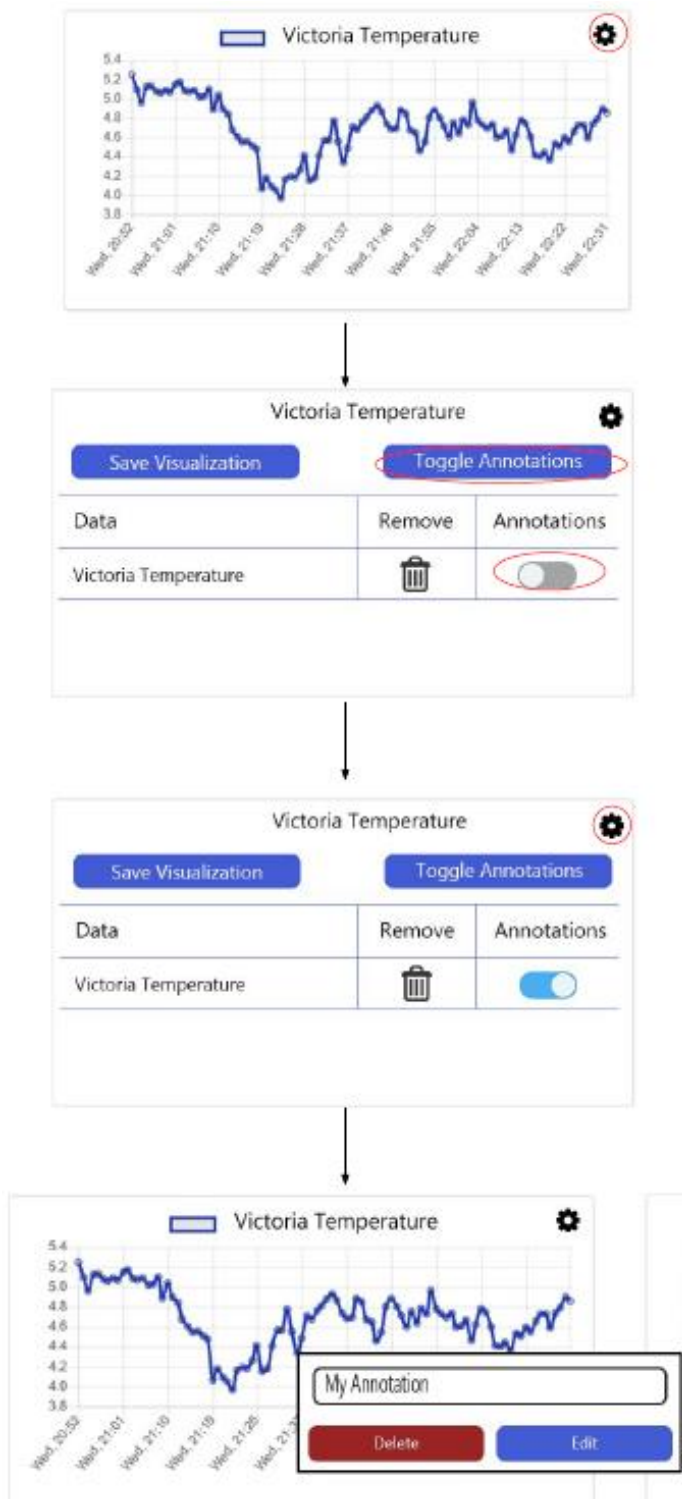 Victoria Temperature
5.4
5.2
5.0
4.8
4.6
4.4
4.2
4.0
3.8
Wed, 20:52
Wed, 21:01
Wed, 21:10
Wed, 21:19
Wed, 21:28
Wed, 21:37
Wed, 21:46
Wed, 21:55
Wed, 22:04
Wed, 22:13
Wed, 22:22
Wed, 22:31
Victoria Temperature
Save Visualization
Toggle Annotations
Data
Remove
Annotations
Victoria Temperature
Victoria Temperature
Save Visualization
Toggle Annotations
Data
Remove
Annotations
Victoria Temperature
Victoria Temperature
5.4
5.2
5.0
4.8
4.6
4.4
4.2
4.0
3.8
Wed, 20:52
Wed, 21:01
Wed, 21:10
Wed, 21:19
Wed, 21:28
My Annotation
Delete
Edit